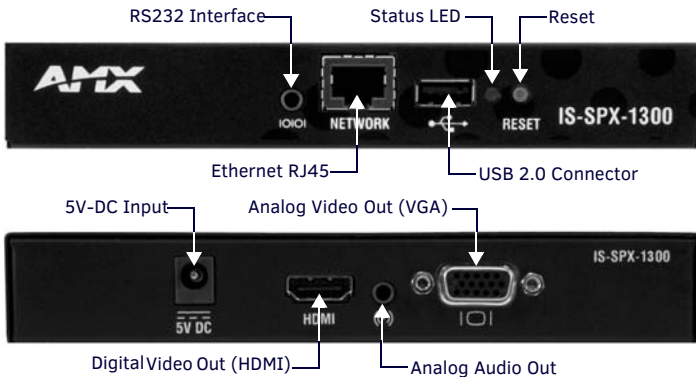 RS232 Interface
Status LED
Reset
AMX
IOIOI
NETWORK
RESET
IS-SPX-1300
Ethernet RJ45
USB 2.0 Connector
5V-DC Input
Analog Video Out (VGA)
IS-SPX-1300
5V DC
HDMI
Digital Video Out (HDMI)
Analog Audio Out